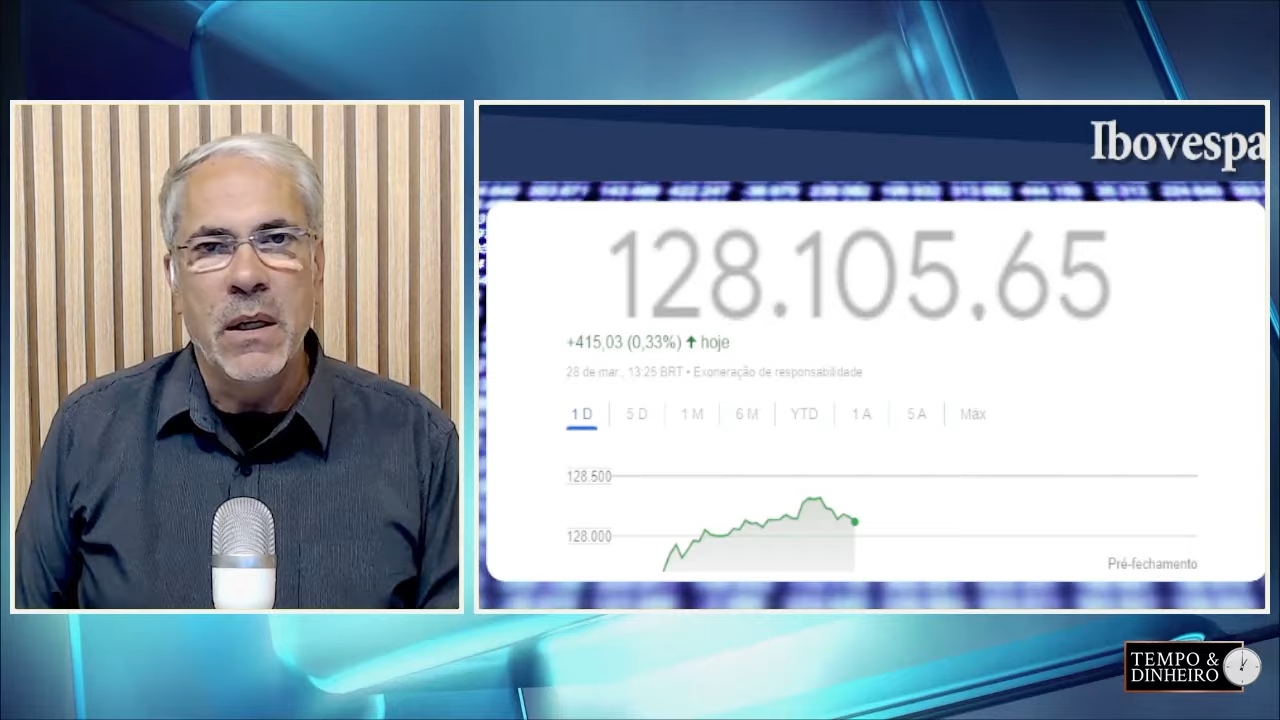 Ibovespa
128.105,65
+415,03 (0,33%) ↑ hoje
28 de mar., 13:25 BRT • Exoneração de responsabilidade
1 D 5 D 1 M 6 M YTD 1 A 5 A Máx
128.500
128.000
Pré-fechamento
TEMPO &
DINHEIRO